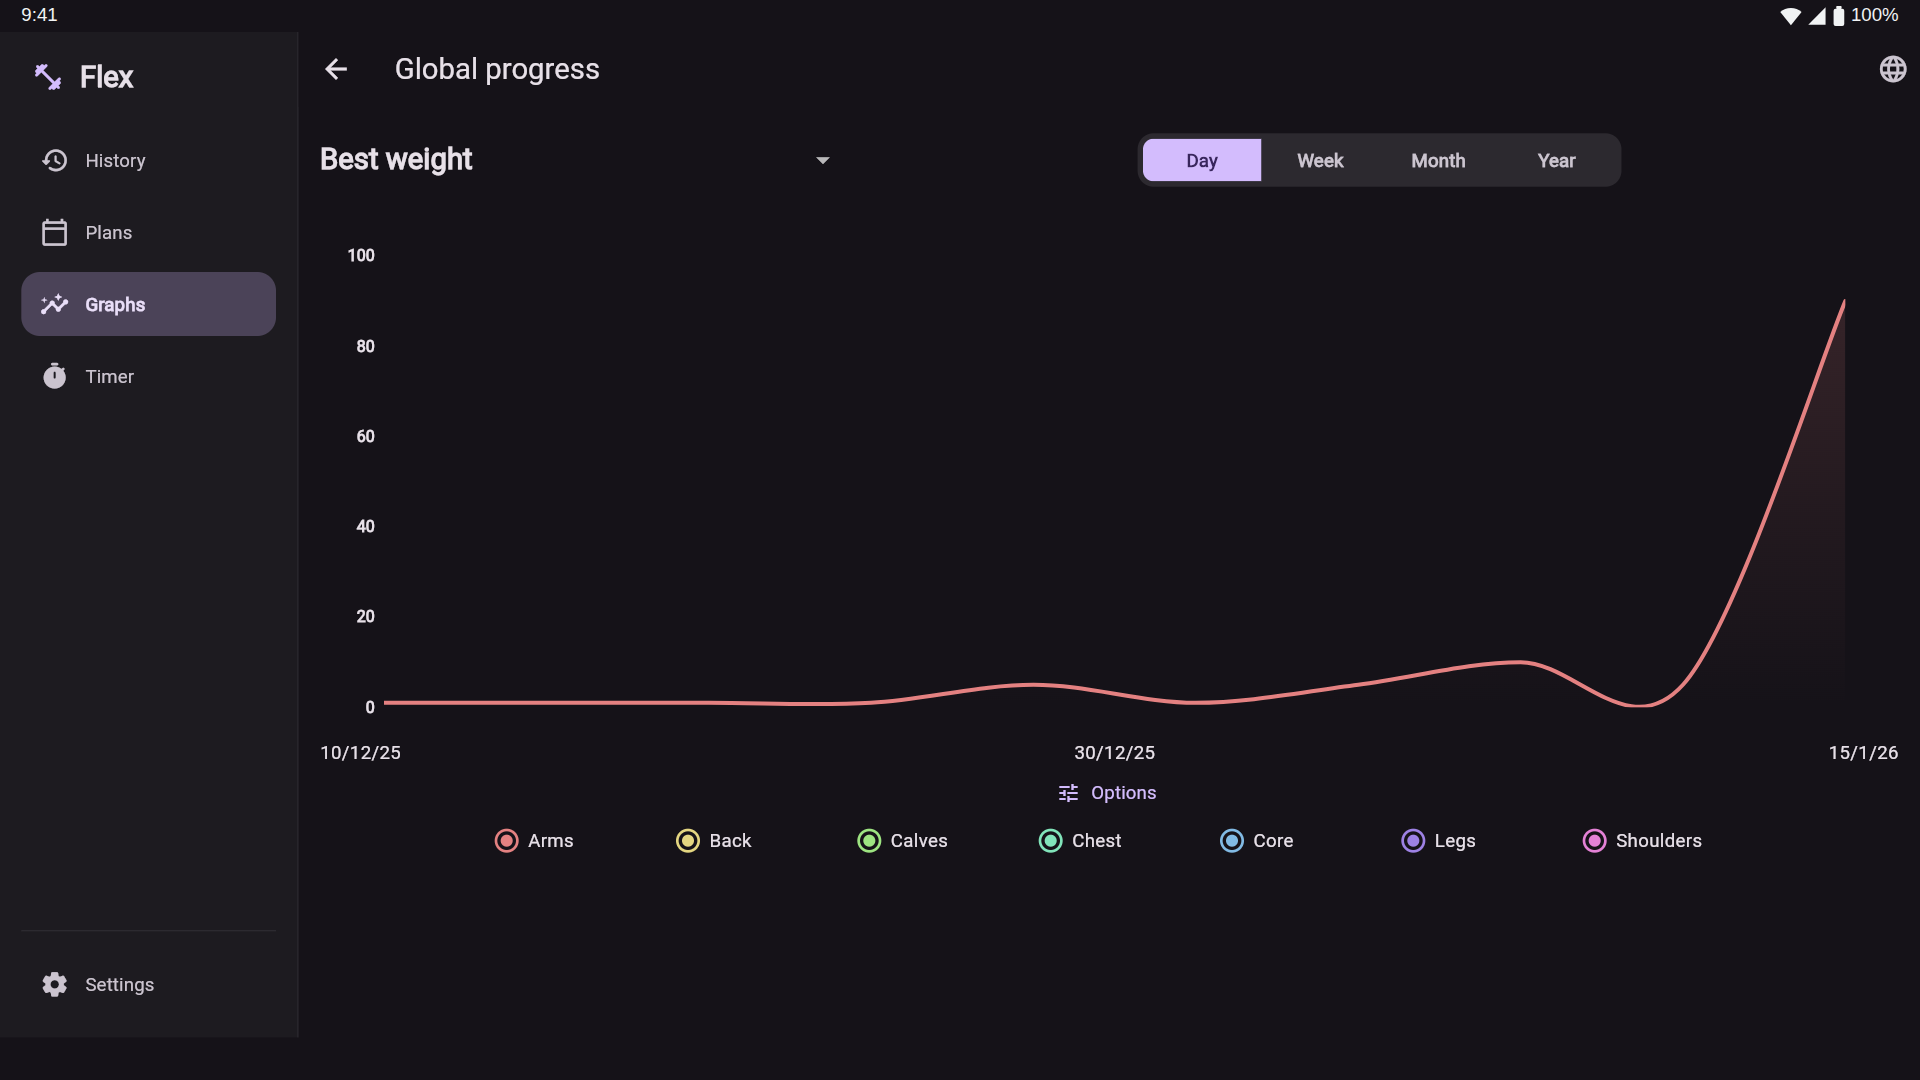 9:41
100%
Flex
Global progress
History
Plans
Graphs
Timer
Settings
Best weight
Day
Week
Month
Year
100
80
60
40
20
0
10/12/25
30/12/25
15/1/26
Options
Arms
Back
Calves
Chest
Core
Legs
Shoulders